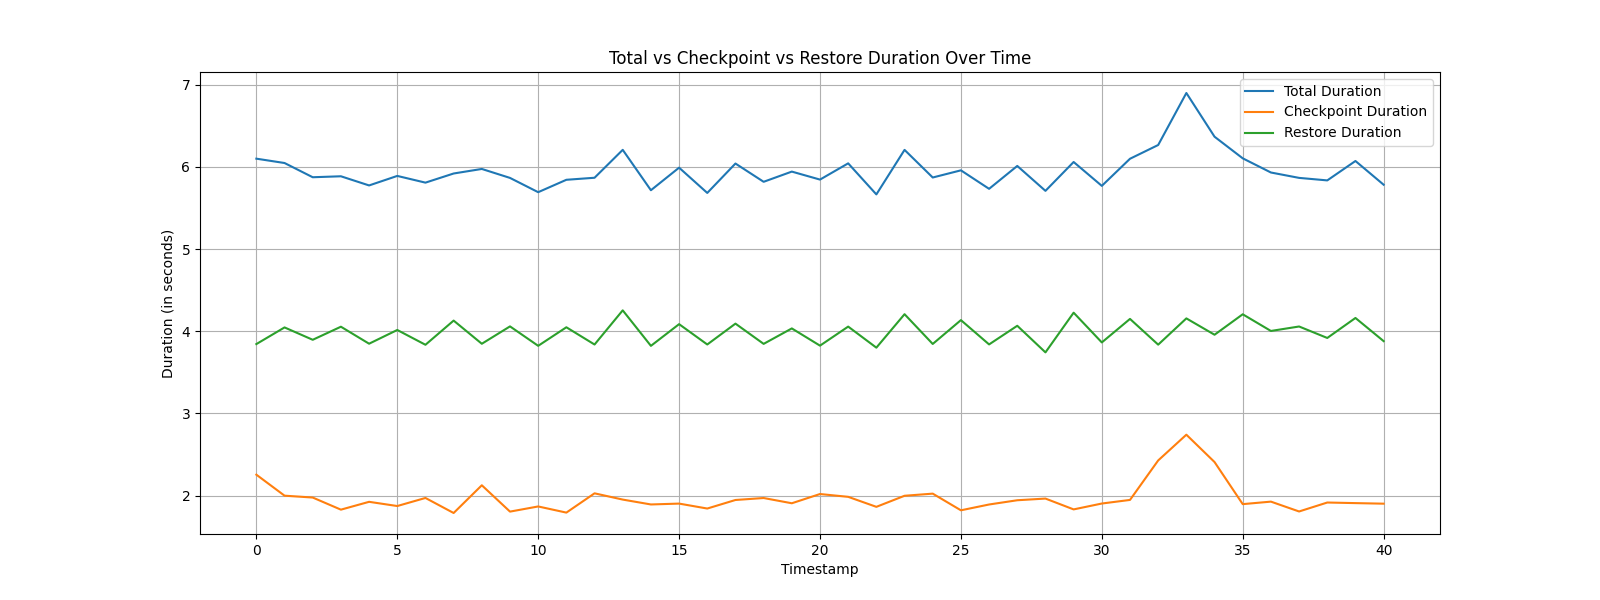 Total vs Checkpoint vs Restore Duration Over Time
Total Duration
Checkpoint Duration
Restore Duration
Duration (in seconds)
7
6
5
4
3
2
0 5 10 15 20 25 30 35 40
Timestamp